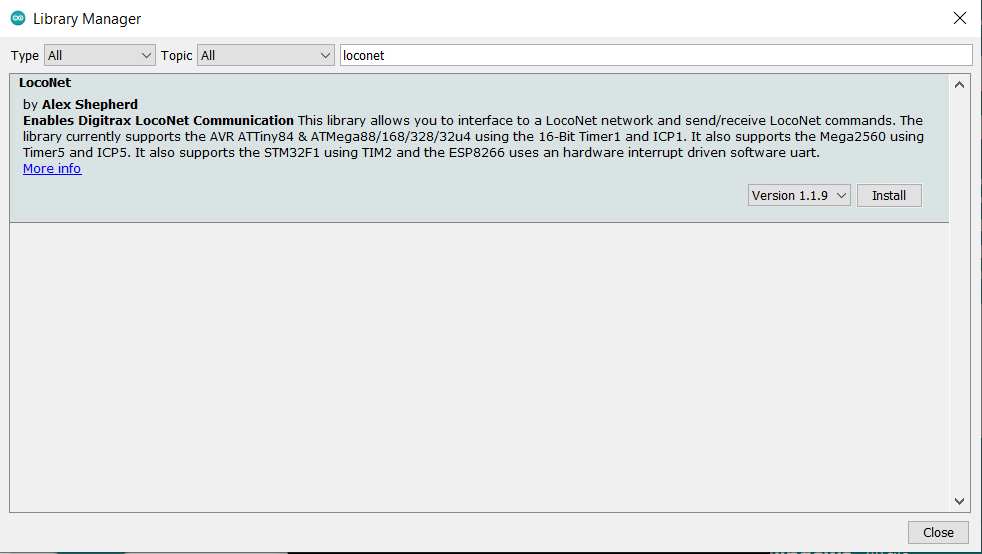 Library Manager
Type All Topic All loconet
LocoNet
by Alex Shepherd
Enables Digitrax LocoNet Communication This library allows you to interface to a LocoNet network and send/receive LocoNet commands. The
library currently supports the AVR ATTiny84 & ATMega88/168/328/32u4 using the 16-Bit Timer1 and ICP1. It also supports the Mega2560 using
Timer5 and ICP5. It also supports the STM32F1 using TIM2 and the ESP8266 uses an hardware interrupt driven software uart.
More info
Version 1.1.9 Install
Close